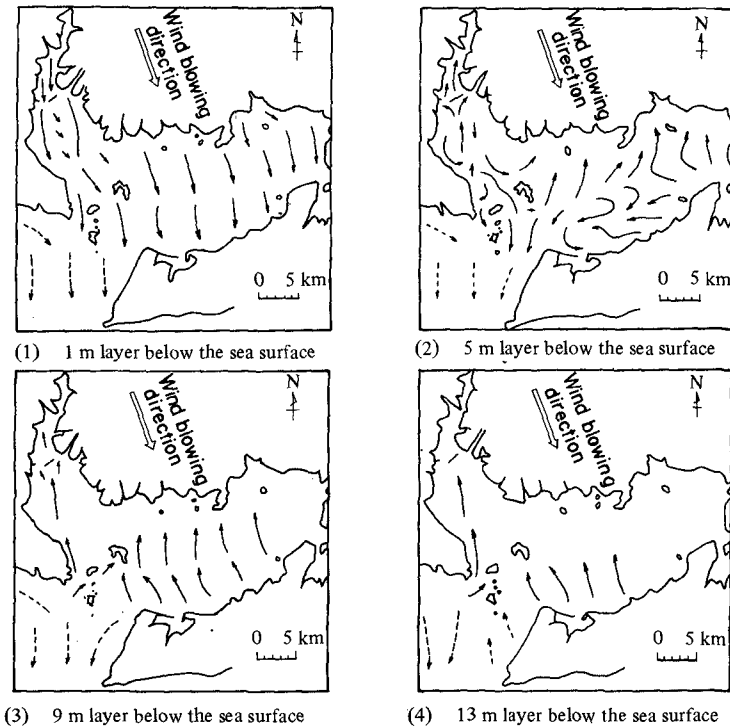 N
Wind blowing
direction
0 5 km
(1) 1 m layer below the sea surface
N
Wind blowing
direction
0 5 km
(2) 5 m layer below the sea surface
N
Wind blowing
direction
0 5 km
(3) 9 m layer below the sea surface
N
Wind blowing
direction
0 5 km
(4) 13 m layer below the sea surface